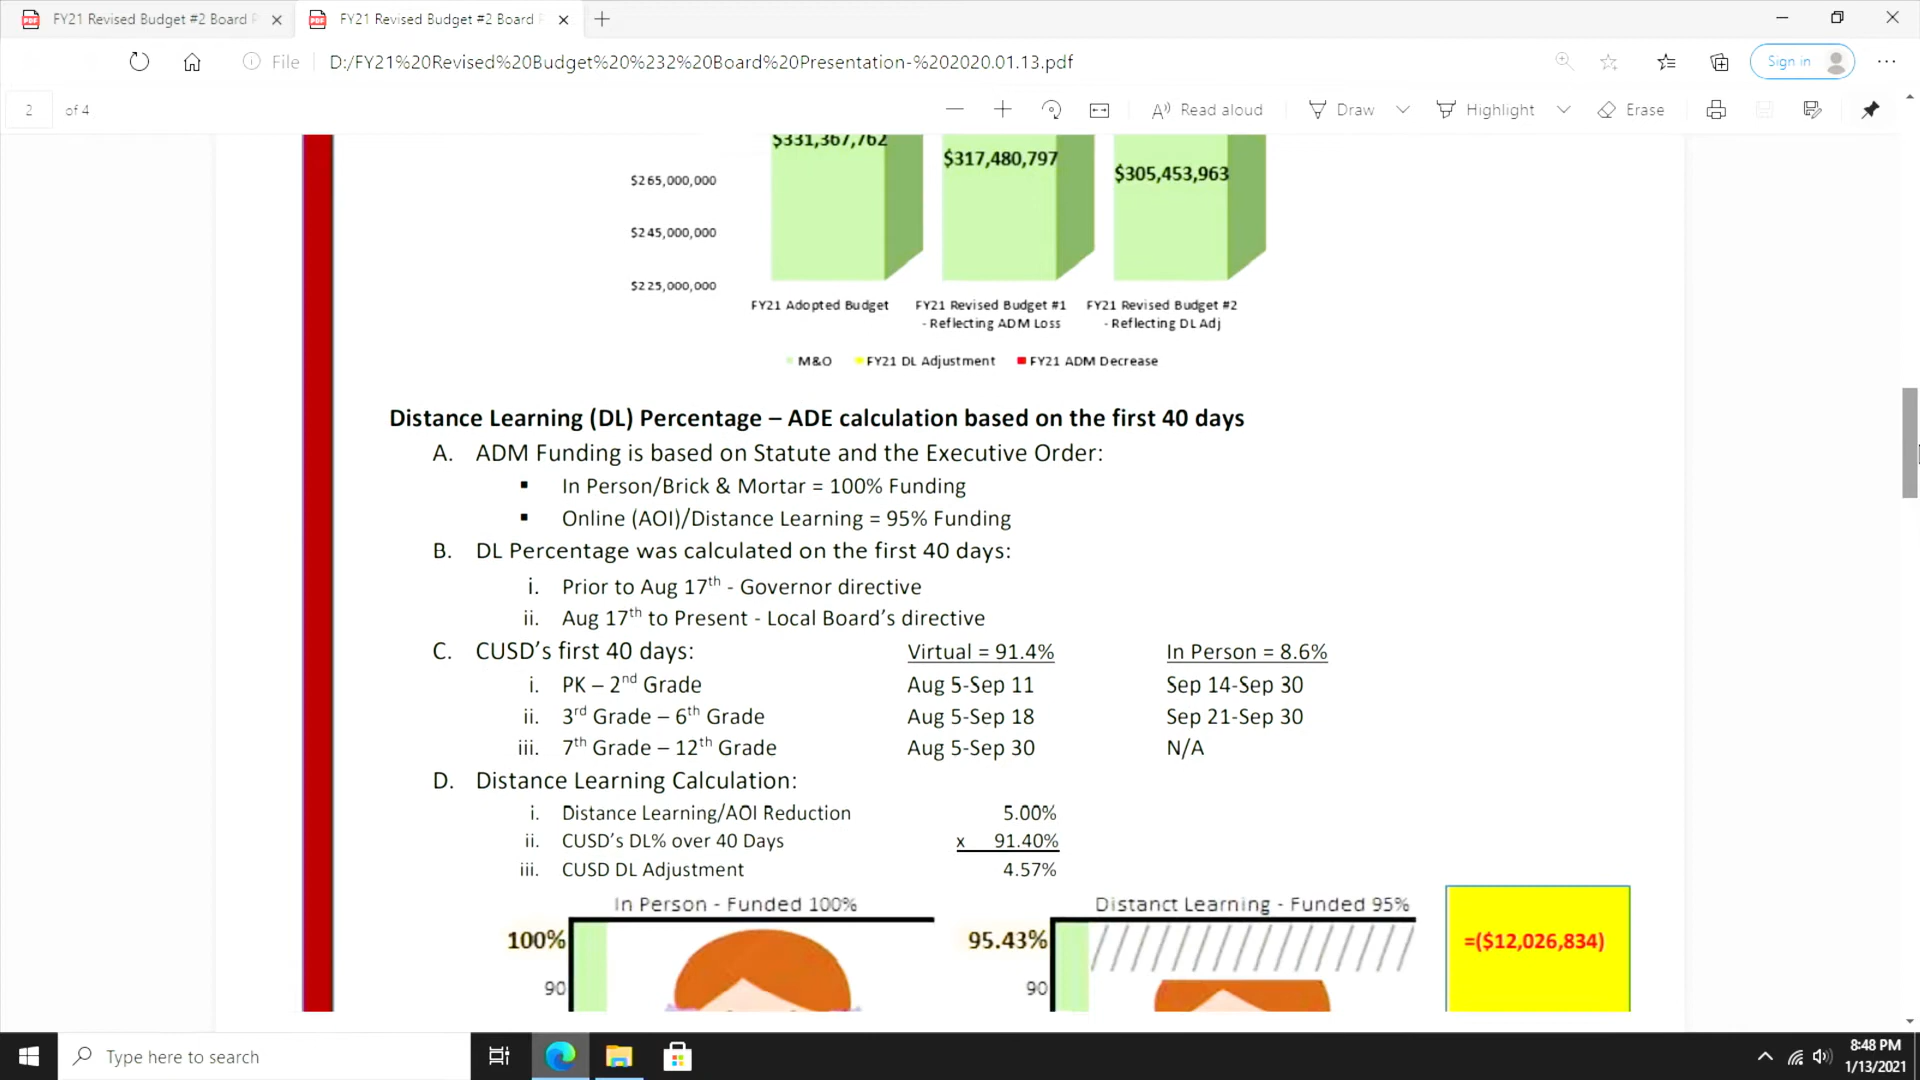 FY21 Revised Budget #2 Board
FY21 Revised Budget #2 Board
File
D:/FY21%20Revised%20Budget%20%232%20Board%20Presentation-%202020.01.13.pdf
Sign in
2
of 4
Read aloud
Draw
Highlight
Erase
$331,367,762
$317,480,797
$305,453,963
$265,000,000
$245,000,000
$225,000,000
FY21 Adopted Budget
FY21 Revised Budget #1
- Reflecting ADM Loss
FY21 Revised Budget #2
- Reflecting DL Adj
M&O
FY21 DL Adjustment
FY21 ADM Decrease
Distance Learning (DL) Percentage – ADE calculation based on the first 40 days
A. ADM Funding is based on Statute and the Executive Order:
▪ In Person/Brick & Mortar = 100% Funding
▪ Online (AOI)/Distance Learning = 95% Funding
B. DL Percentage was calculated on the first 40 days:
i. Prior to Aug 17th - Governor directive
ii. Aug 17th to Present - Local Board's directive
C. CUSD's first 40 days: Virtual = 91.4% In Person = 8.6%
i. PK – 2nd Grade Aug 5-Sep 11 Sep 14-Sep 30
ii. 3rd Grade – 6th Grade Aug 5-Sep 18 Sep 21-Sep 30
iii. 7th Grade – 12th Grade Aug 5-Sep 30 N/A
D. Distance Learning Calculation:
i. Distance Learning/AOI Reduction 5.00%
ii. CUSD's DL% over 40 Days x 91.40%
iii. CUSD DL Adjustment 4.57%
In Person - Funded 100%
Distanct Learning - Funded 95%
100%
95.43%
=($12,026,834)
90
90
Type here to search
8:48 PM
1/13/2021